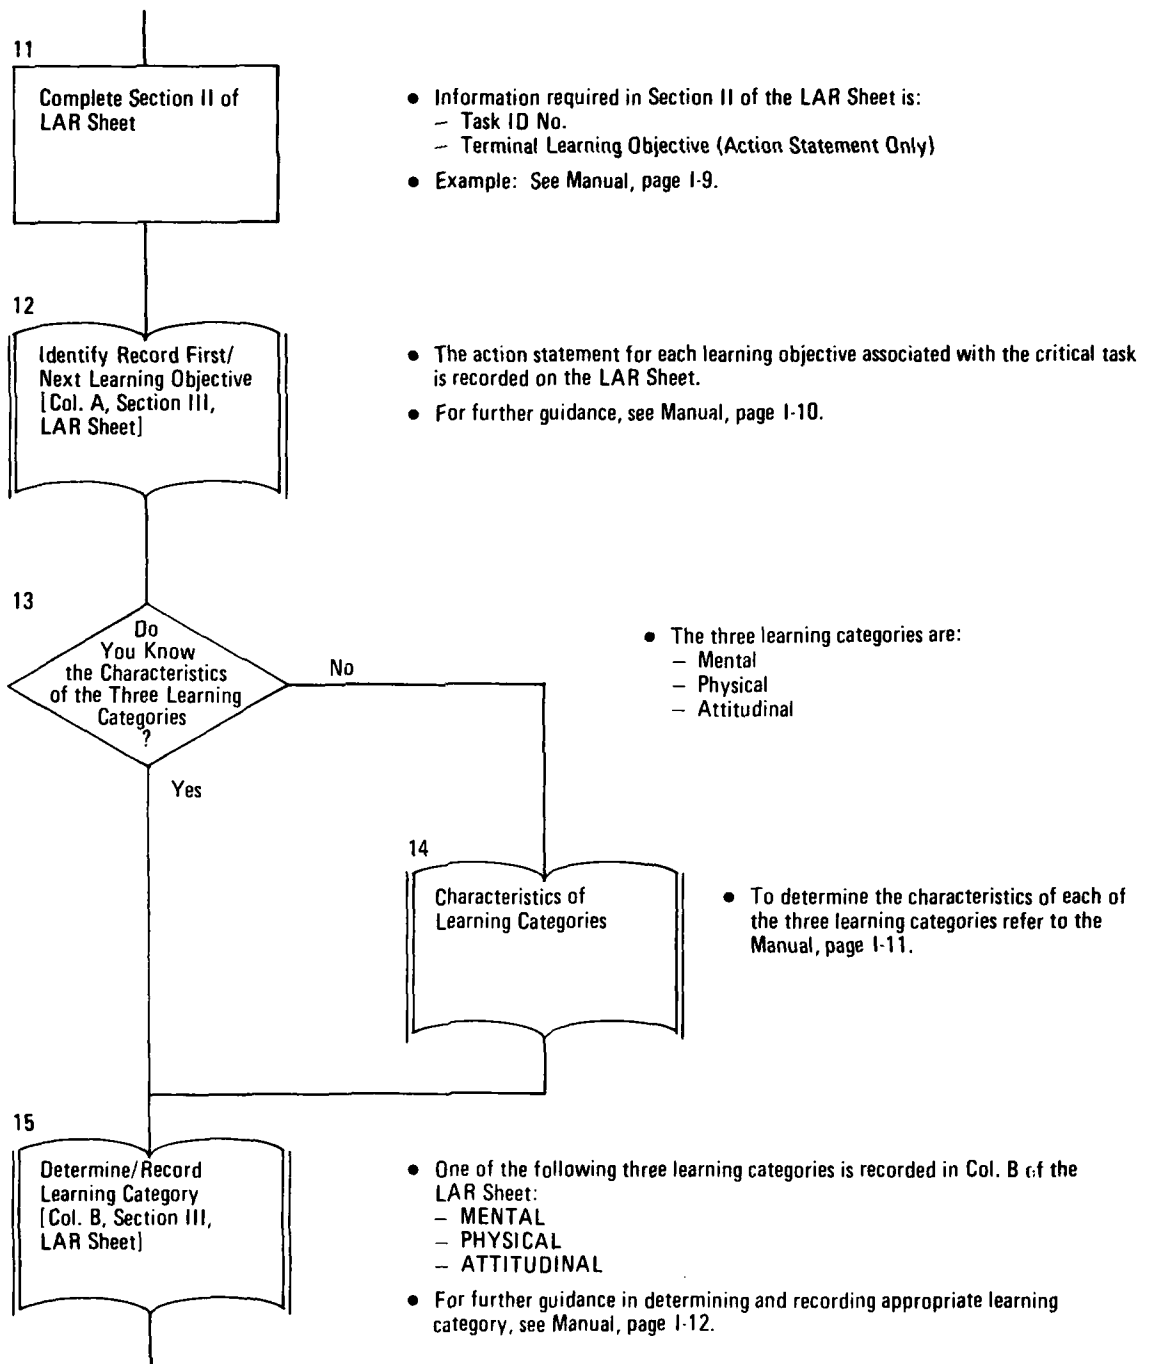 11
Complete Section II of
LAR Sheet
● Information required in Section II of the LAR Sheet is:
– Task ID No.
– Terminal Learning Objective (Action Statement Only)
● Example: See Manual, page I-9.
12
Identify Record First/
Next Learning Objective
[Col. A, Section III,
LAR Sheet]
● The action statement for each learning objective associated with the critical task
is recorded on the LAR Sheet.
● For further guidance, see Manual, page I-10.
13
Do
You Know
the Characteristics
of the Three Learning
Categories
?
No
Yes
● The three learning categories are:
– Mental
– Physical
– Attitudinal
14
Characteristics of
Learning Categories
● To determine the characteristics of each of
the three learning categories refer to the
Manual, page I-11.
15
Determine/Record
Learning Category
[Col. B, Section III,
LAR Sheet]
● One of the following three learning categories is recorded in Col. B of the
LAR Sheet:
– MENTAL
– PHYSICAL
– ATTITUDINAL
● For further guidance in determining and recording appropriate learning
category, see Manual, page I-12.